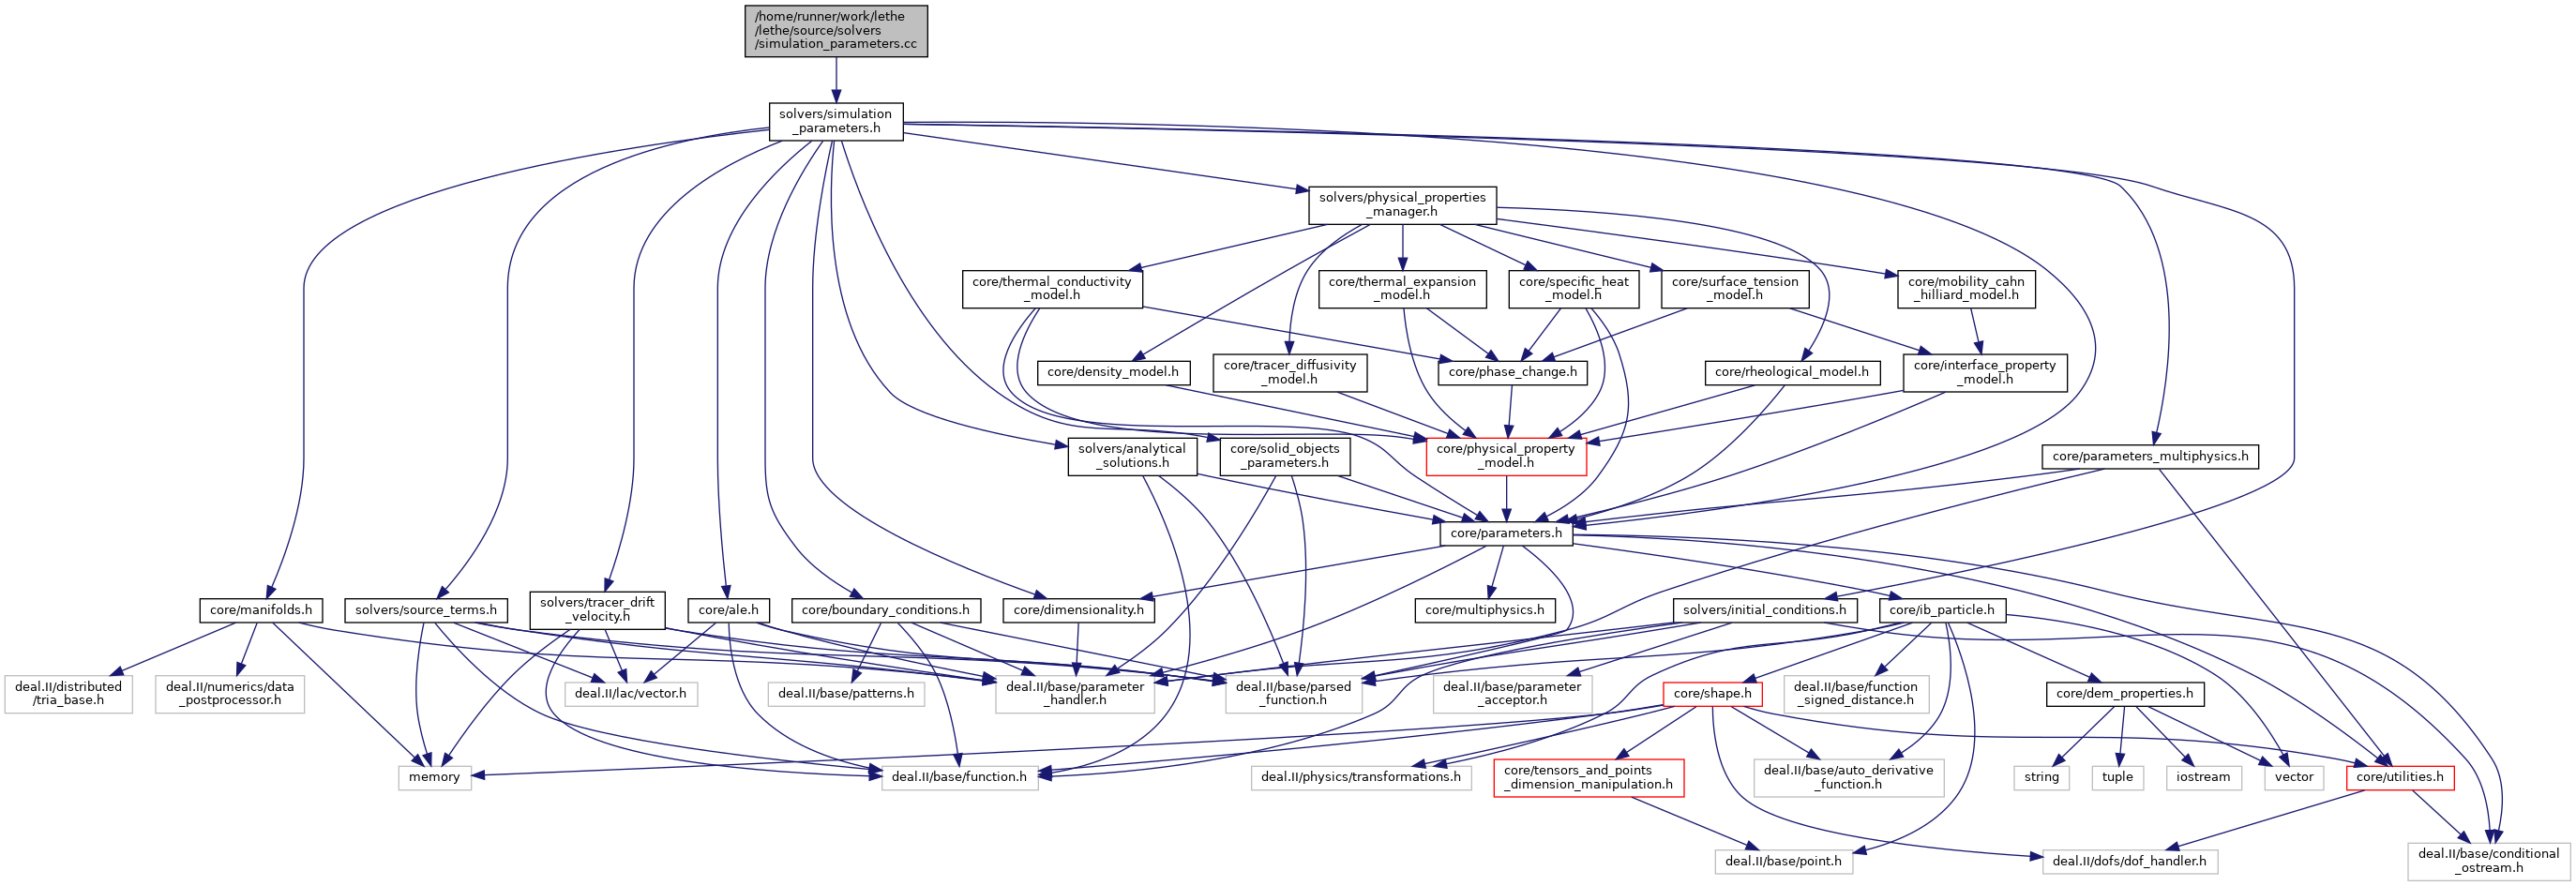 /home/runner/work/lethe
/lethe/source/solvers
/simulation_parameters.cc
solvers/simulation
_parameters.h
solvers/physical_properties
_manager.h
core/thermal_conductivity
_model.h
core/thermal_expansion
_model.h
core/specific_heat
_model.h
core/surface_tension
_model.h
core/mobility_cahn
_hilliard_model.h
core/density_model.h
core/tracer_diffusivity
_model.h
core/phase_change.h
core/rheological_model.h
core/interface_property
_model.h
solvers/analytical
_solutions.h
core/solid_objects
_parameters.h
core/physical_property
_model.h
core/parameters_multiphysics.h
core/parameters.h
core/manifolds.h
solvers/source_terms.h
solvers/tracer_drift
_velocity.h
core/ale.h
core/boundary_conditions.h
core/dimensionality.h
core/multiphysics.h
solvers/initial_conditions.h
core/ib_particle.h
deal.II/distributed
/tria_base.h
deal.II/numerics/data
_postprocessor.h
deal.II/lac/vector.h
deal.II/base/patterns.h
deal.II/base/parameter
_handler.h
deal.II/base/parsed
_function.h
deal.II/base/parameter
_acceptor.h
core/shape.h
deal.II/base/function
_signed_distance.h
core/dem_properties.h
memory
deal.II/base/function.h
deal.II/physics/transformations.h
core/tensors_and_points
_dimension_manipulation.h
deal.II/base/auto_derivative
_function.h
string
tuple
iostream
vector
core/utilities.h
deal.II/base/point.h
deal.II/dofs/dof_handler.h
deal.II/base/conditional
_ostream.h